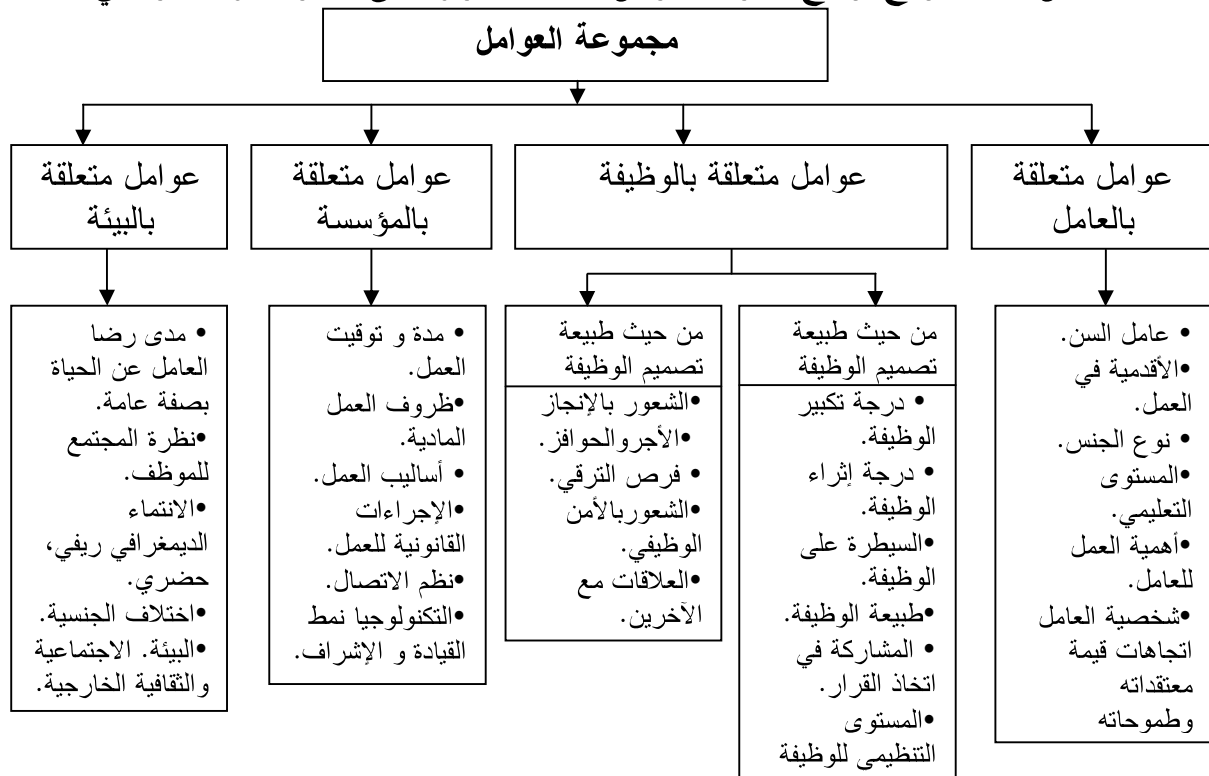 مجموعة العوامل
عوامل متعلقة
بالعامل
عوامل متعلقة بالوظيفة
عوامل متعلقة
بالمؤسسة
عوامل متعلقة
بالبيئة
• عامل السن.
•الأقدمية في
العمل.
• نوع الجنس.
•المستوى
التعليمي.
•أهمية العمل
للعامل.
•شخصية العامل
اتجاهات قيمة
معتقداته
وطموحاته
من حيث طبيعة
تصميم الوظيفة
• درجة تكبير
الوظيفة.
• درجة إثراء
الوظيفة.
•السيطرة على
الوظيفة.
•طبيعة الوظيفة.
• المشاركة في
اتخاذ القرار.
•المستوى
التنظيمي للوظيفة
من حيث طبيعة
تصميم الوظيفة
•الشعور بالإنجاز
•الأجروالحوافز.
• فرص الترقي.
•الشعوربالأمن
الوظيفي.
•العلاقات مع
الآخرين.
• مدة و توقيت
العمل.
•ظروف العمل
المادية.
• أساليب العمل.
•الإجراءات
القانونية للعمل.
•نظم الاتصال.
•التكنولوجيا نمط
القيادة و الإشراف.
• مدى رضا
العامل عن الحياة
بصفة عامة.
•نظرة المجتمع
للموظف.
•الانتماء
الديمغرافي ريفي،
حضري.
•اختلاف الجنسية.
•البيئة. الاجتماعية
والثقافية الخارجية.